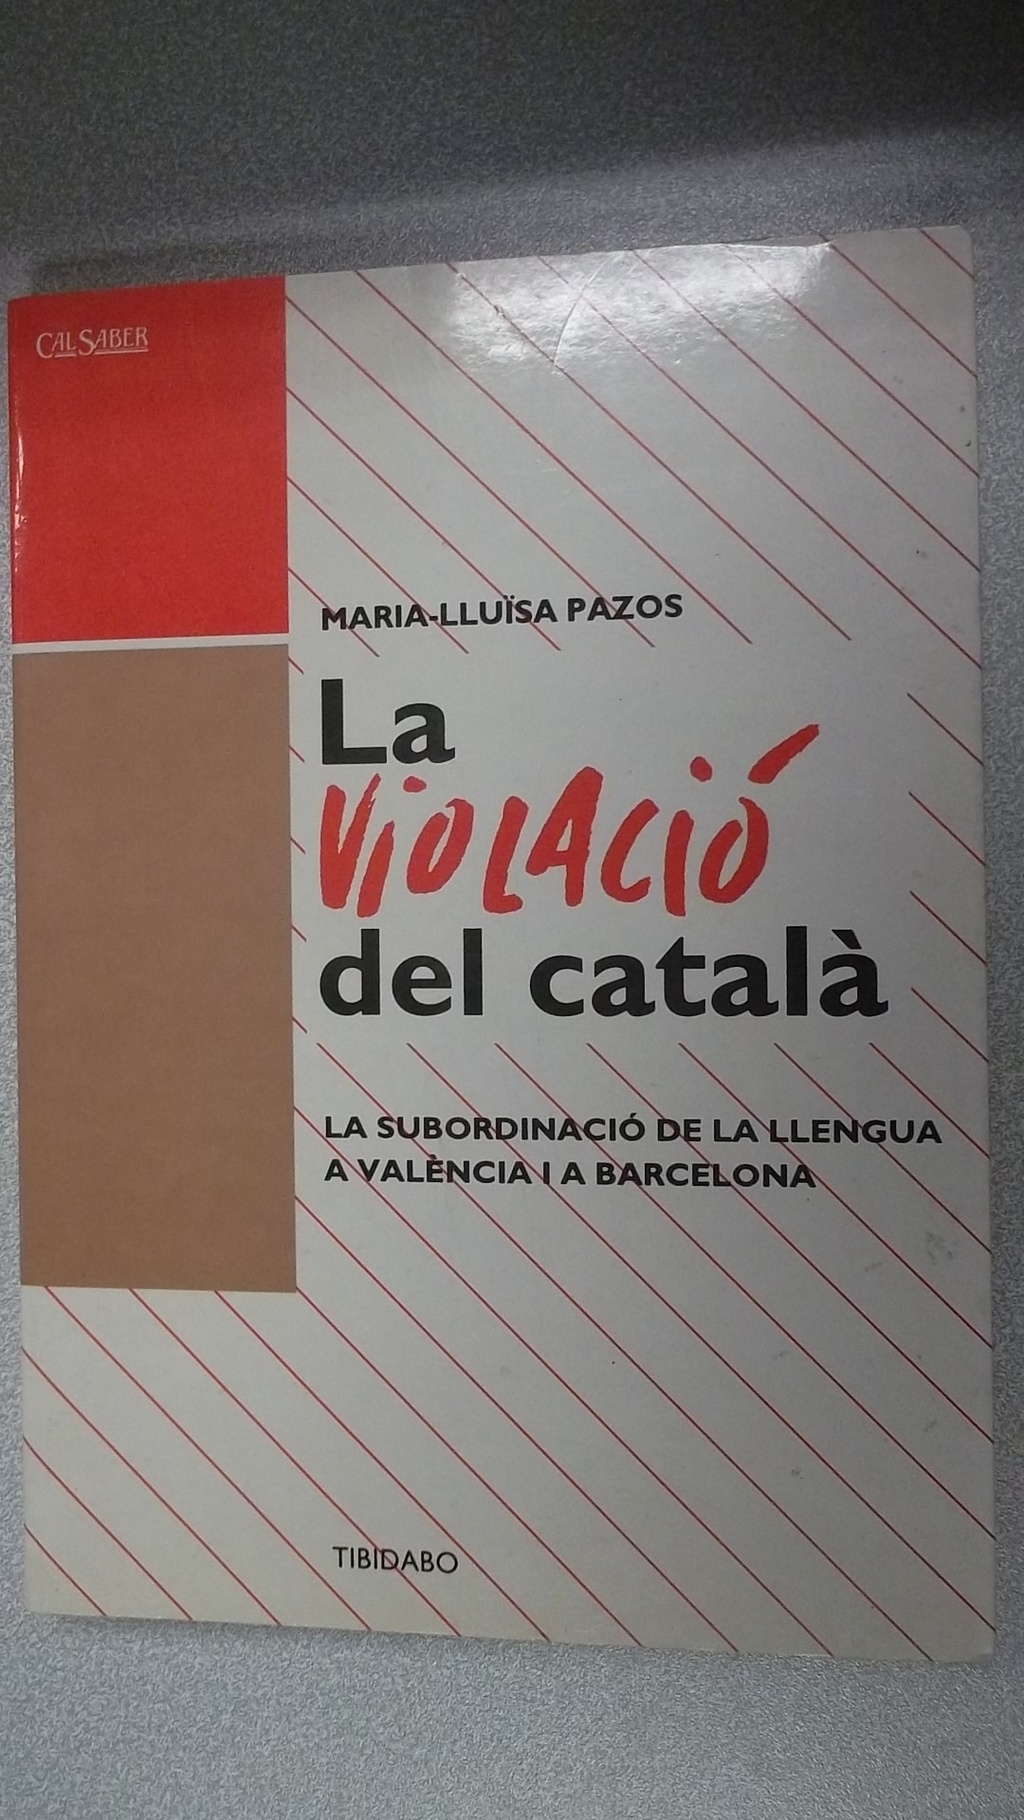 CAL SABER
MARIA-LLUÏSA PAZOS
La
ViOLACió
del català
LA SUBORDINACIÓ DE LA LLENGUA
A VALÈNCIA I A BARCELONA
TIBIDABO